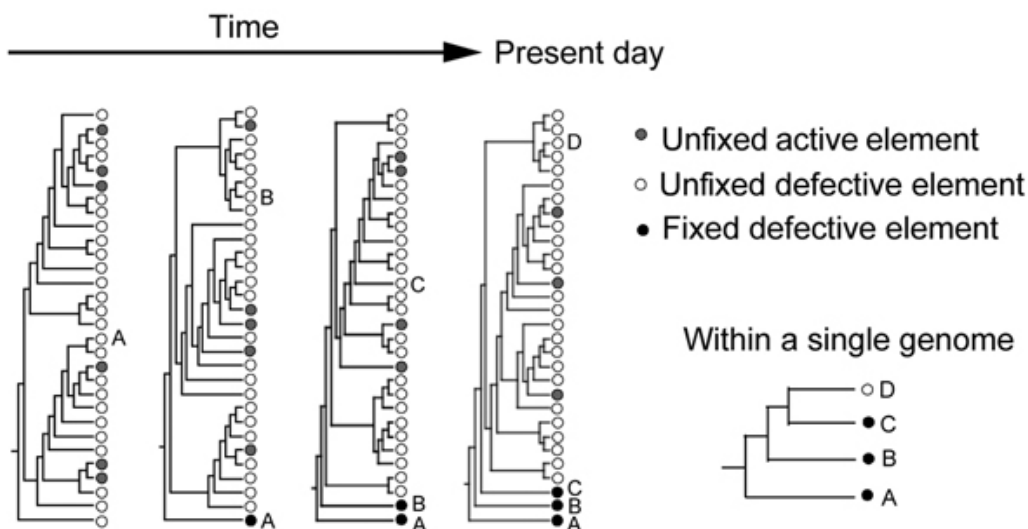 Time
Present day
A
B
A
C
B
A
D
C
B
A
Unfixed active element
Unfixed defective element
Fixed defective element
Within a single genome
D
C
B
A